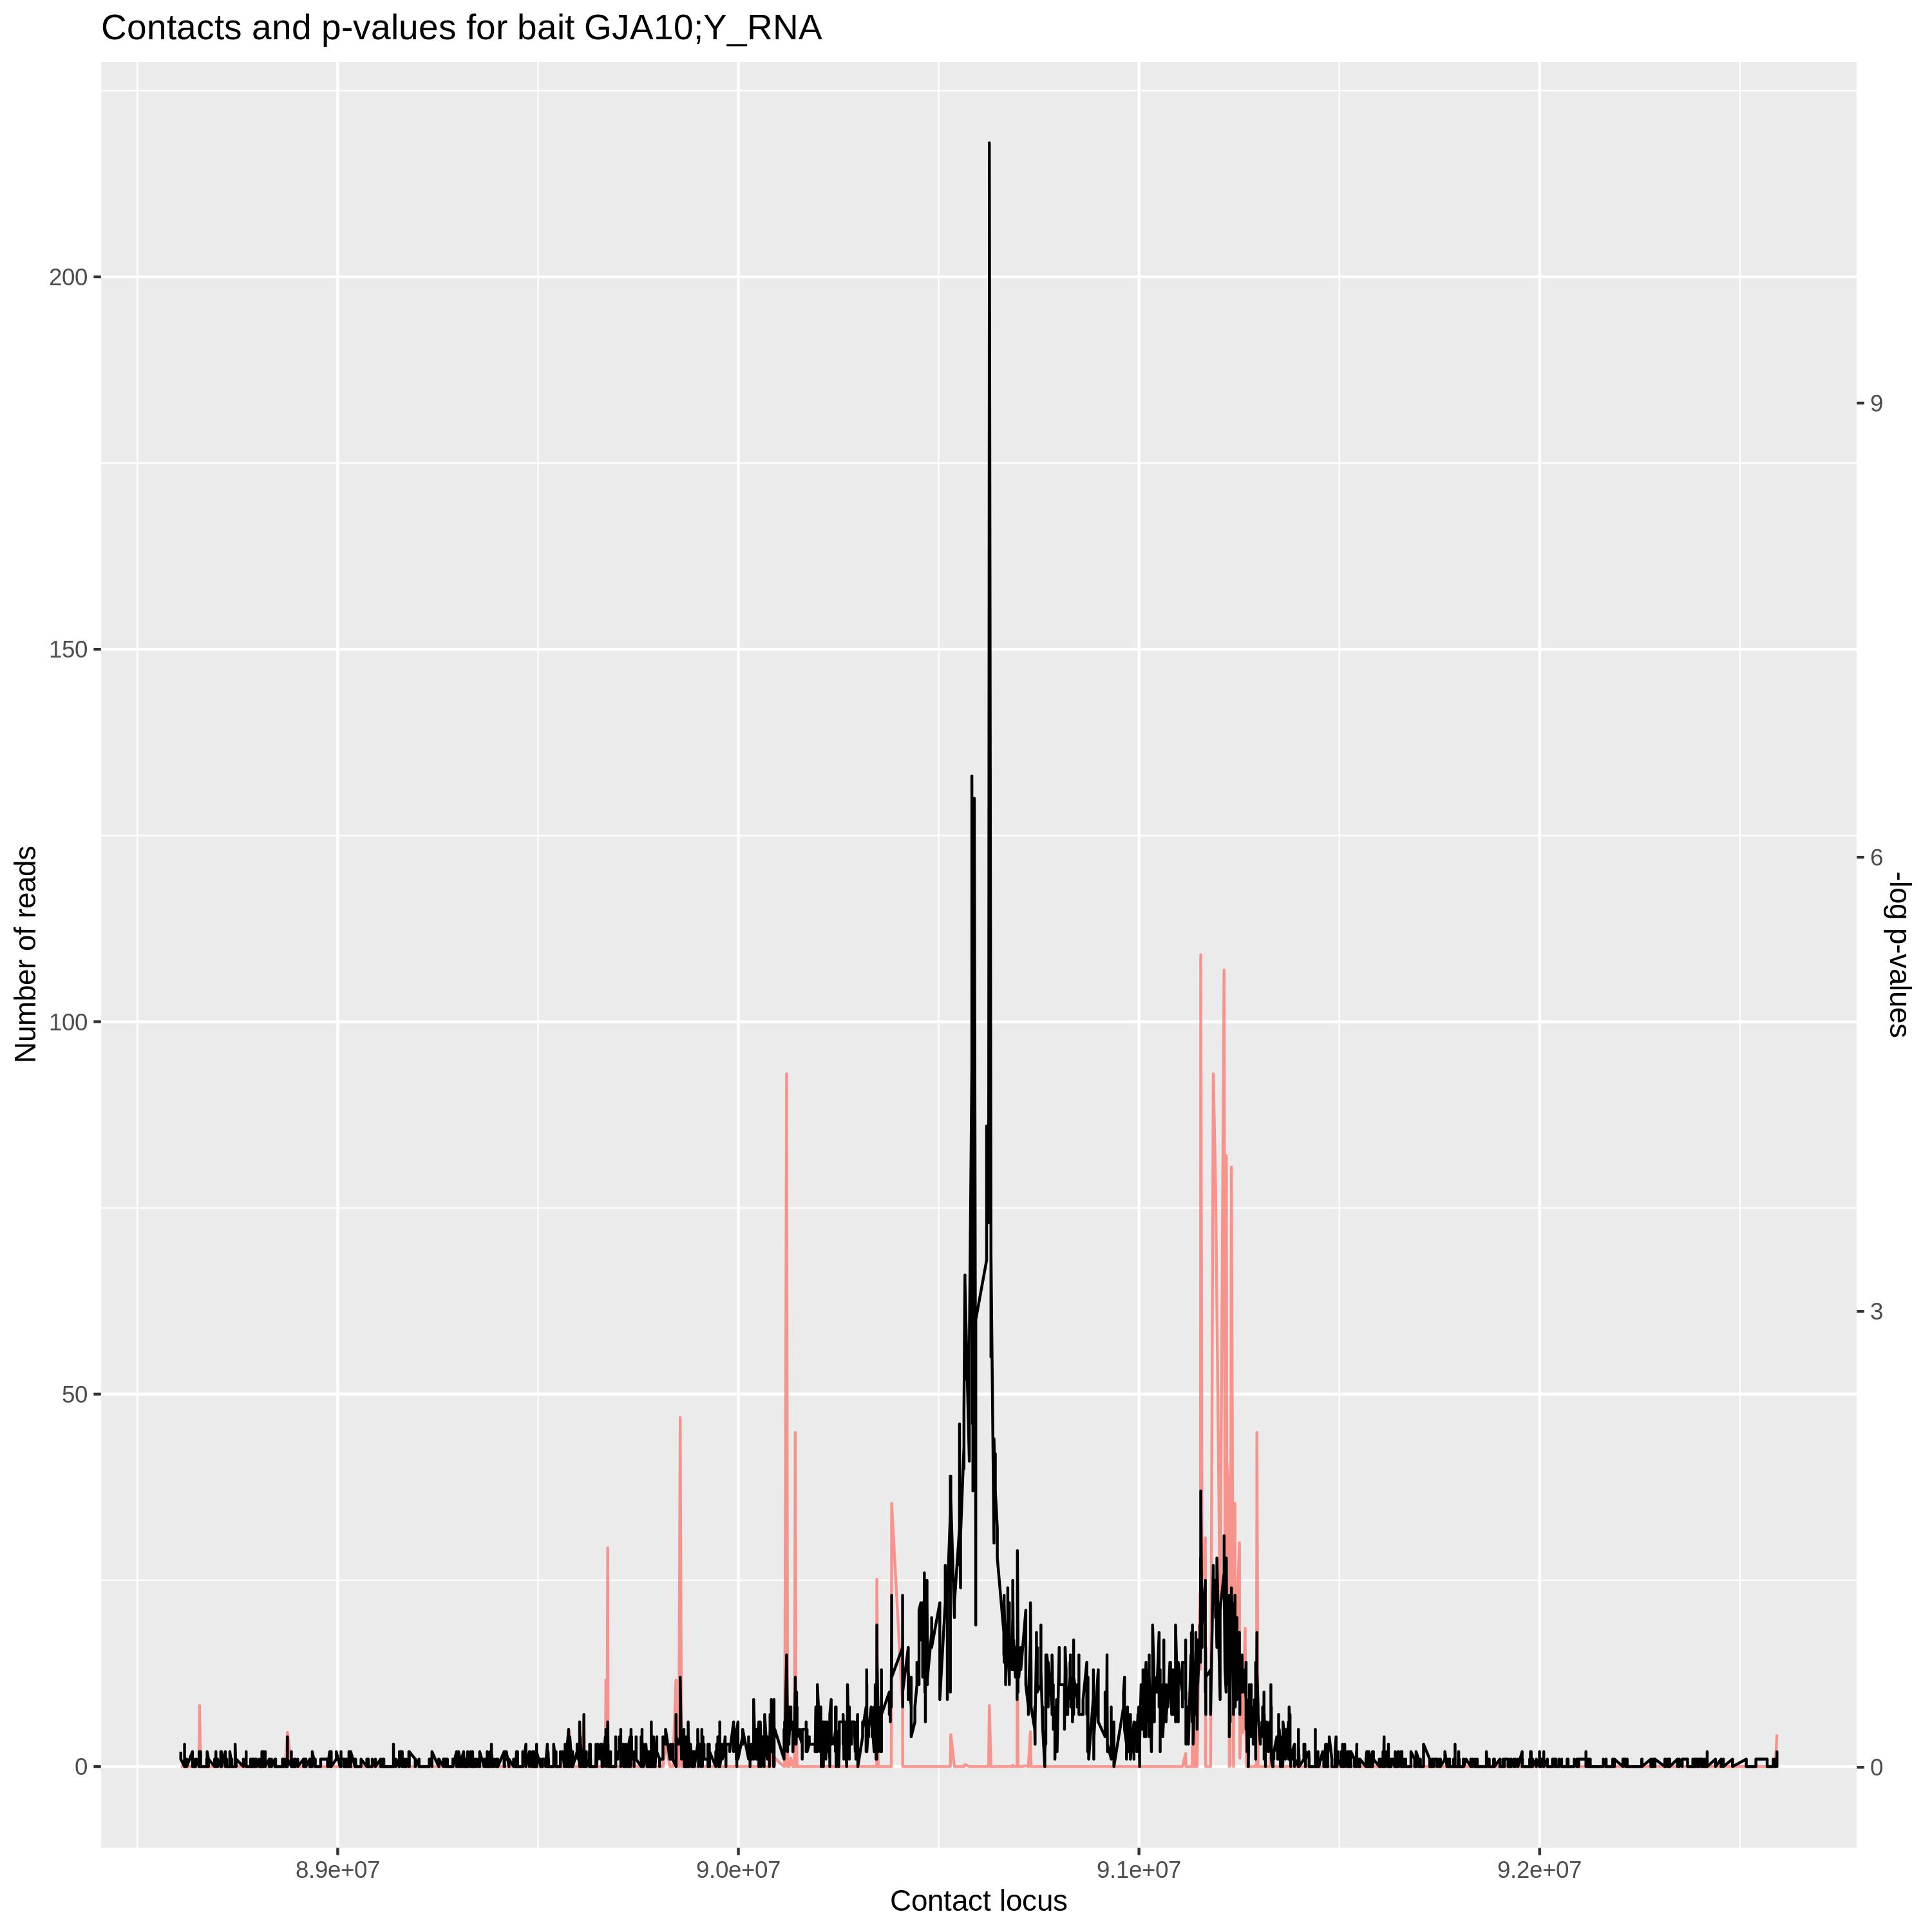 Contacts and p-values for bait GJA10;Y_RNA
200
150
100
50
0
Number of reads
9
6
3
0
-log p-values
8.9e+07
9.0e+07
9.1e+07
9.2e+07
Contact locus